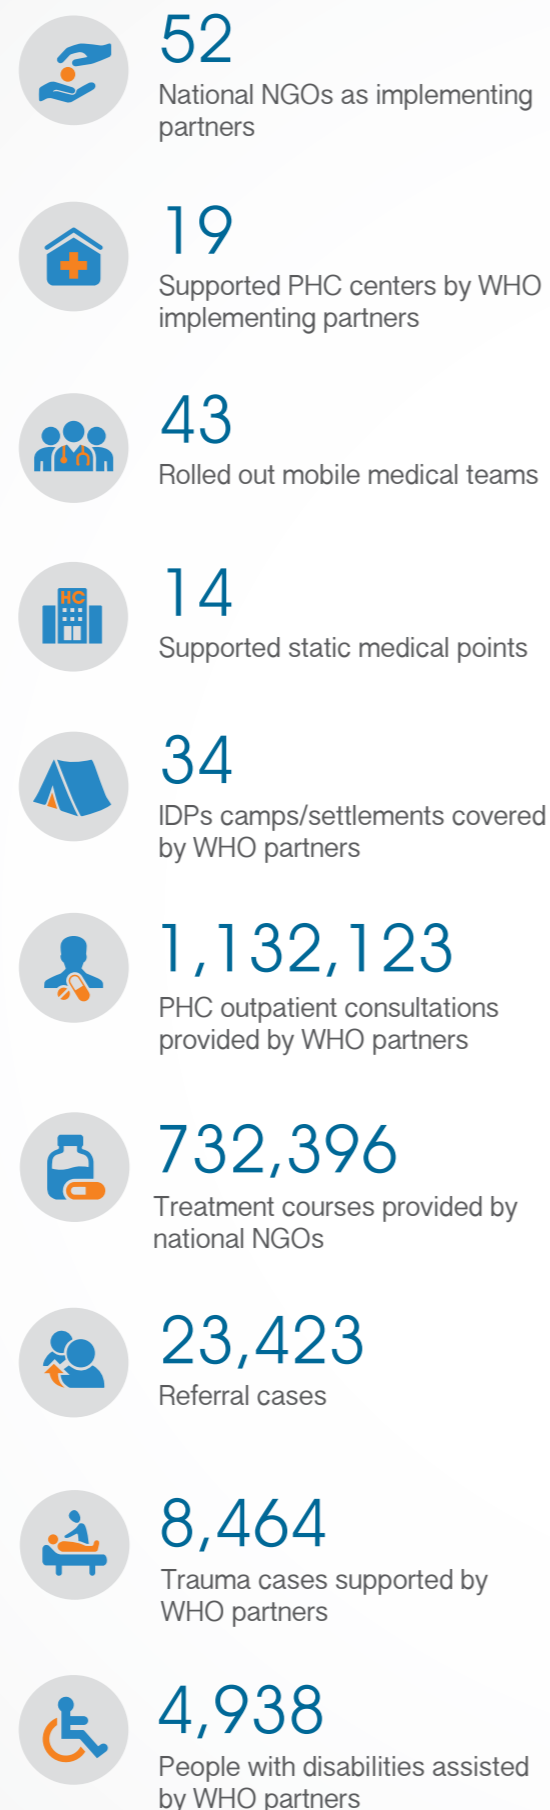 52
National NGOs as implementing
partners
19
Supported PHC centers by WHO
implementing partners
43
Rolled out mobile medical teams
HC
14
Supported static medical points
34
IDPs camps/settlements covered
by WHO partners
1,132,123
PHC outpatient consultations
provided by WHO partners
732,396
Treatment courses provided by
national NGOs
23,423
Referral cases
8,464
Trauma cases supported by
WHO partners
4,938
People with disabilities assisted
by WHO partners